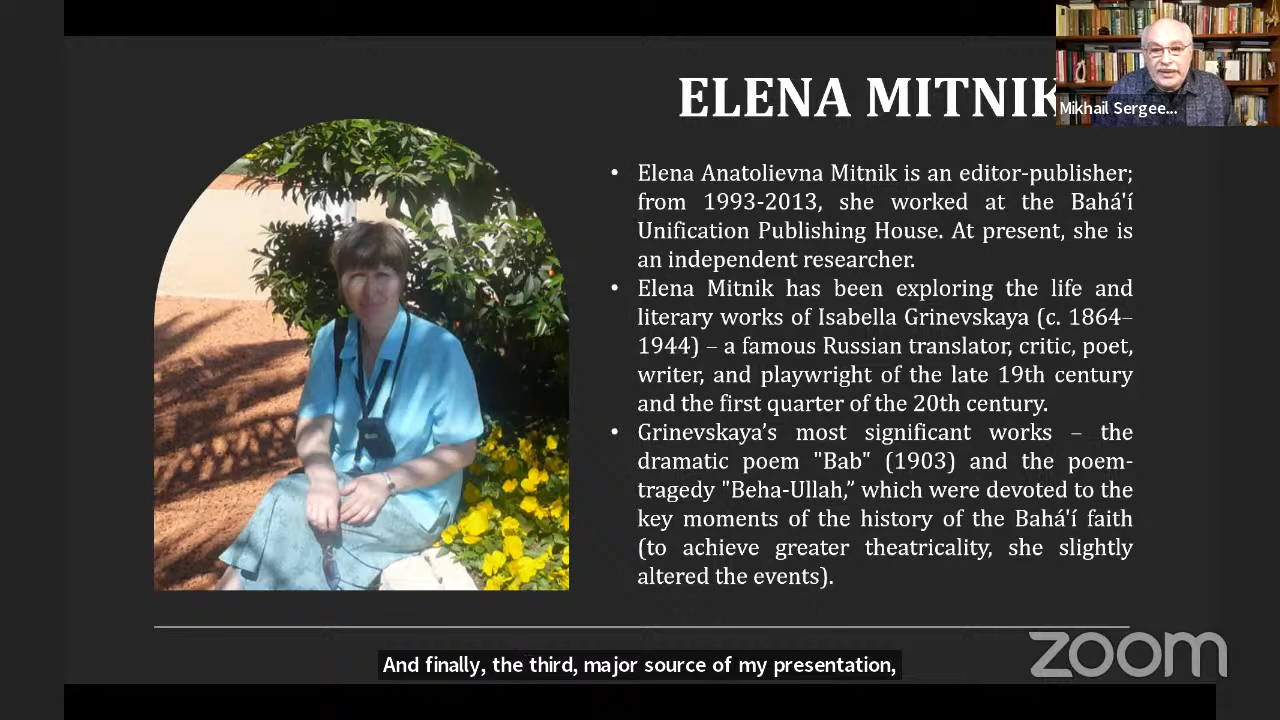 ELENA MITNIK
Mikhail Sergee...
• Elena Anatolievna Mitnik is an editor-publisher;
from 1993-2013, she worked at the Bahá'í
Unification Publishing House. At present, she is
an independent researcher.
• Elena Mitnik has been exploring the life and
literary works of Isabella Grinevskaya (c. 1864–
1944) – a famous Russian translator, critic, poet,
writer, and playwright of the late 19th century
and the first quarter of the 20th century.
• Grinevskaya’s most significant works – the
dramatic poem "Bab" (1903) and the poem-
tragedy "Beha-Ullah,” which were devoted to the
key moments of the history of the Bahá'í faith
(to achieve greater theatricality, she slightly
altered the events).
zoom
And finally, the third, major source of my presentation,